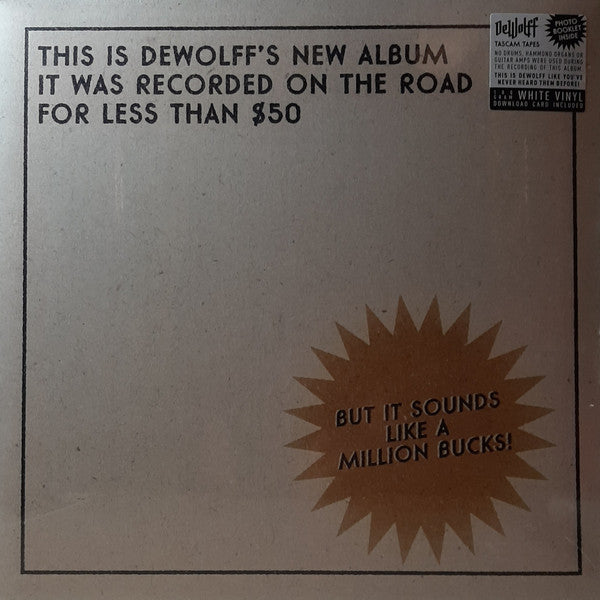 THIS IS DEWOLFF'S NEW ALBUM
IT WAS RECORDED ON THE ROAD
FOR LESS THAN $50
DeWolff
TASCAM TAPES
PHOTO
BOOKLET
INSIDE
NO DRUMS, HAMMOND ORGANS OR
GUITAR AMPS WERE USED DURING
THE RECORDING OF THIS ALBUM
THIS IS DEWOLFF LIKE YOU'VE
NEVER HEARD THEM BEFORE!
180
GRAM
WHITE VINYL
DOWNLOAD CARD INCLUDED
BUT IT SOUNDS
LIKE A
MILLION BUCKS!